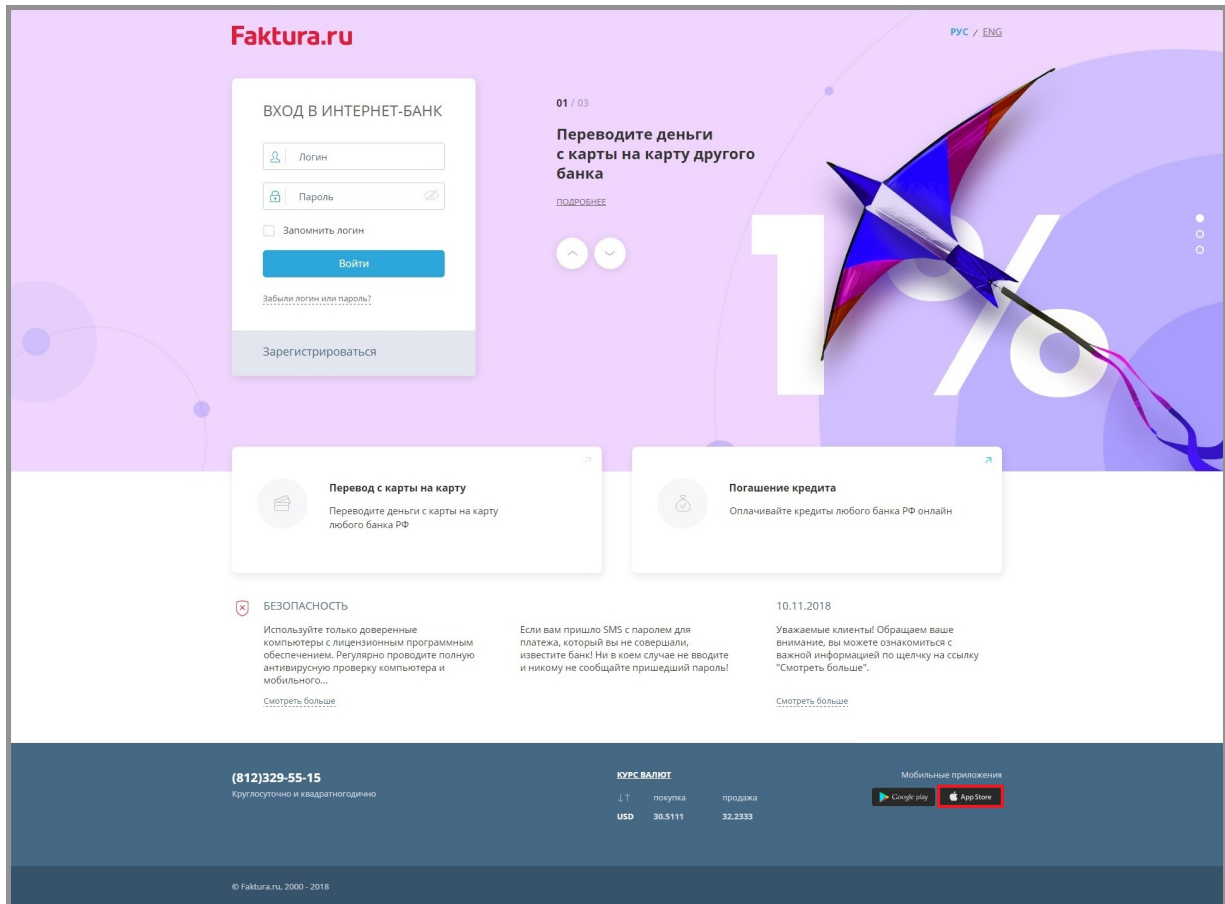 Faktura.ru
РУС / ENG
ВХОД В ИНТЕРНЕТ-БАНК
Логин
Пароль
Запомнить логин
Войти
Забыли логин или пароль?
Зарегистрироваться
01 / 03
Переводите деньги
с карты на карту другого
банка
ПОДРОБНЕЕ
1%
Перевод с карты на карту
Переводите деньги с карты на карту
любого банка РФ
Погашение кредита
Оплачивайте кредиты любого банка РФ онлайн
БЕЗОПАСНОСТЬ
Используйте только доверенные
компьютеры с лицензионным программным
обеспечением. Регулярно проводите полную
антивирусную проверку компьютера и
мобильного...
Смотреть больше
Если вам пришло SMS с паролем для
платежа, который вы не совершали,
известите банк! Ни в коем случае не вводите
и никому не сообщайте пришедший пароль!
10.11.2018
Уважаемые клиенты! Обращаем ваше
внимание, вы можете ознакомиться с
важной информацией по щелчку на ссылку
"Смотреть больше".
Смотреть больше
(812)329-55-15
Круглосуточно и квадратногодично
КУРС ВАЛЮТ
↓↑ покупка продажа
USD 30.5111 32.2333
Мобильные приложения
Google play
App Store
© Faktura.ru, 2000 - 2018